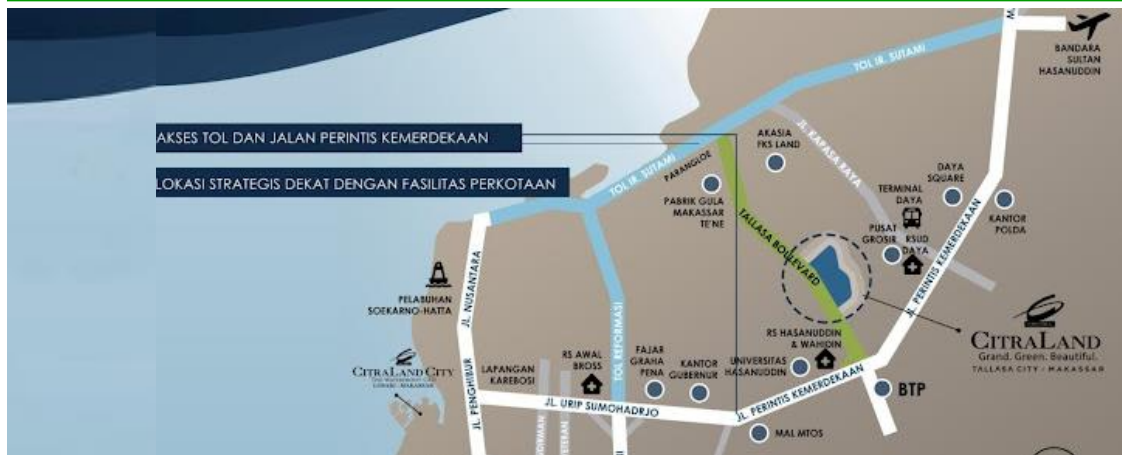 TOL IR. SUTAMI
BANDARA
SULTAN
HASANUDDIN
AKSES TOL DAN JALAN PERINTIS KEMERDEKAAN
AKASIA
FKS LAND
JL. KAPASA RAYA
LOKASI STRATEGIS DEKAT DENGAN FASILITAS PERKOTAAN
TOL IR. SUTAMI
PARANGLOE
PABRIK GULA
MAKASSAR
TE'NE
DAYA
SQUARE
TERMINAL
DAYA
KANTOR
POLDA
PUSAT
GROSIR
RSUD
DAYA
TALLASA BOULEVARD
JL. PERINTIS KEMERDEKAAN
PELABUHAN
SOEKARNO-HATTA
JL. NUSANTARA
TOL REFORMASI
RS HASANUDDIN
& WAHIDIN
CITRALAND
Grand. Green. Beautiful.
TALLASA CITY - MAKASSAR
CITRALAND CITY
LAPANGAN
KAREBOSI
RS AWAL
BROSS
FAJAR
GRAHA
PENA
KANTOR
GUBERNUR
UNIVERSITAS
HASANUDDIN
JL. PENGHIBUR
JL. URIP SUMOHADRJO
JL. PERINTIS KEMERDEKAAN
BTP
MAL MTOS